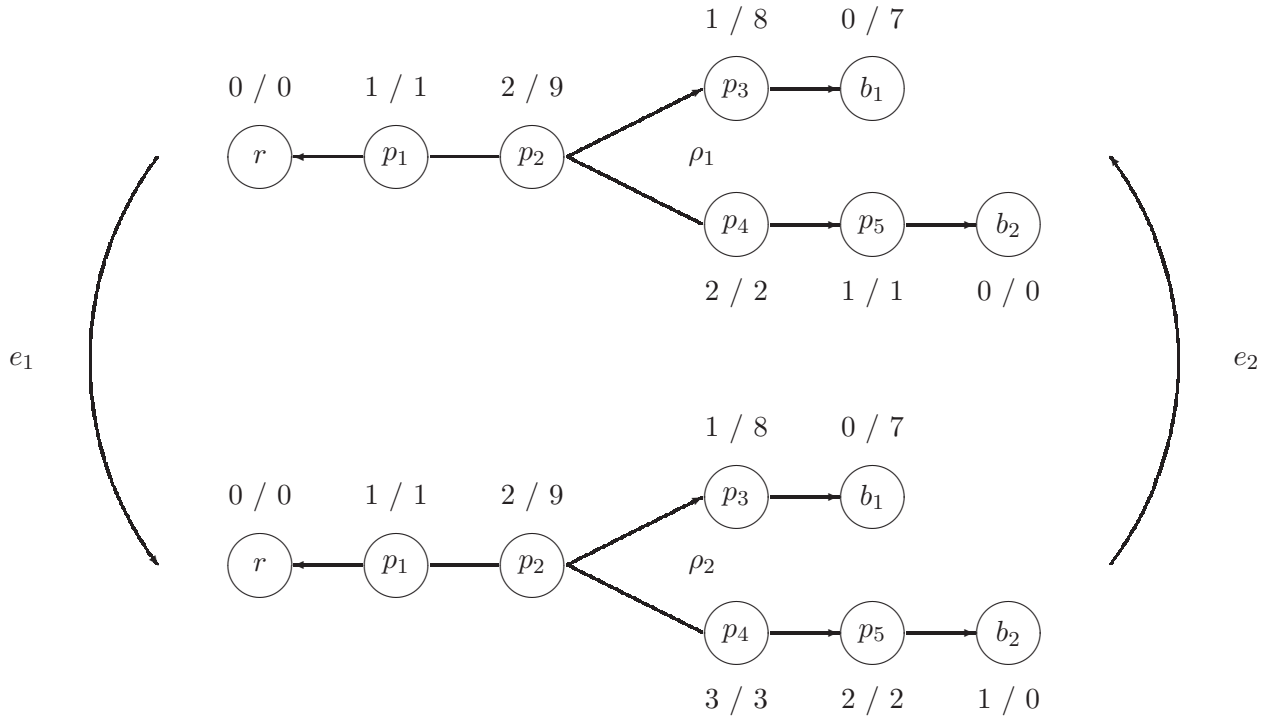 1 / 8 0 / 7
0 / 0 1 / 1 2 / 9
p₃ b₁
r p₁ p₂ ρ₁
p₄ p₅ b₂
2 / 2 1 / 1 0 / 0
e₁ e₂
1 / 8 0 / 7
0 / 0 1 / 1 2 / 9
p₃ b₁
r p₁ p₂ ρ₂
p₄ p₅ b₂
3 / 3 2 / 2 1 / 0